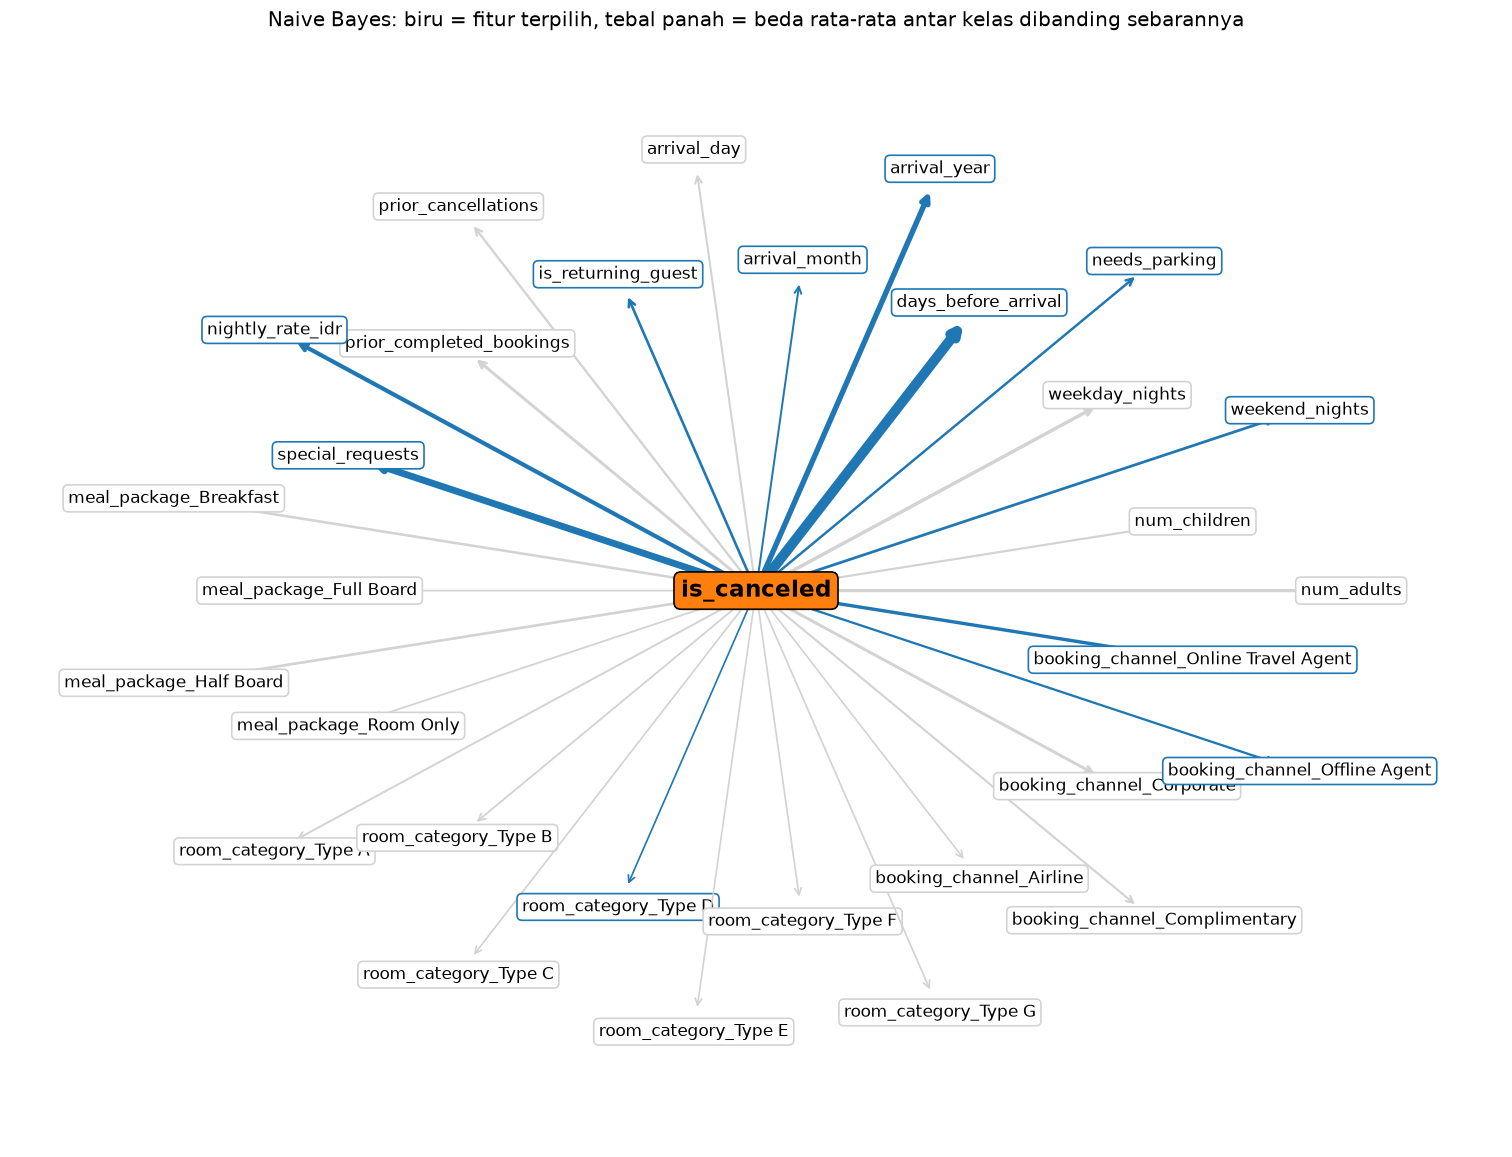 Naive Bayes: biru = fitur terpilih, tebal panah = beda rata-rata antar kelas dibanding sebarannya
arrival_day
arrival_year
prior_cancellations
arrival_month
needs_parking
is_returning_guest
days_before_arrival
nightly_rate_idr
prior_completed_bookings
weekday_nights
weekend_nights
special_requests
meal_package_Breakfast
num_children
meal_package_Full Board
is_canceled
num_adults
booking_channel_Online Travel Agent
meal_package_Half Board
meal_package_Room Only
booking_channel_Offline Agent
booking_channel_Corporate
room_category_Type B
room_category_Type A
booking_channel_Airline
room_category_Type D
room_category_Type F
booking_channel_Complimentary
room_category_Type C
room_category_Type G
room_category_Type E